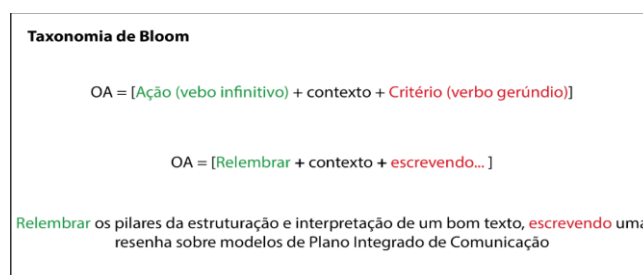 Taxonomia de Bloom
OA = [Ação (vebo infinitivo) + contexto + Critério (verbo gerúndio)]
OA = [Relembrar + contexto + escrevendo... ]
Relembrar os pilares da estruturação e interpretação de um bom texto, escrevendo uma
resenha sobre modelos de Plano Integrado de Comunicação